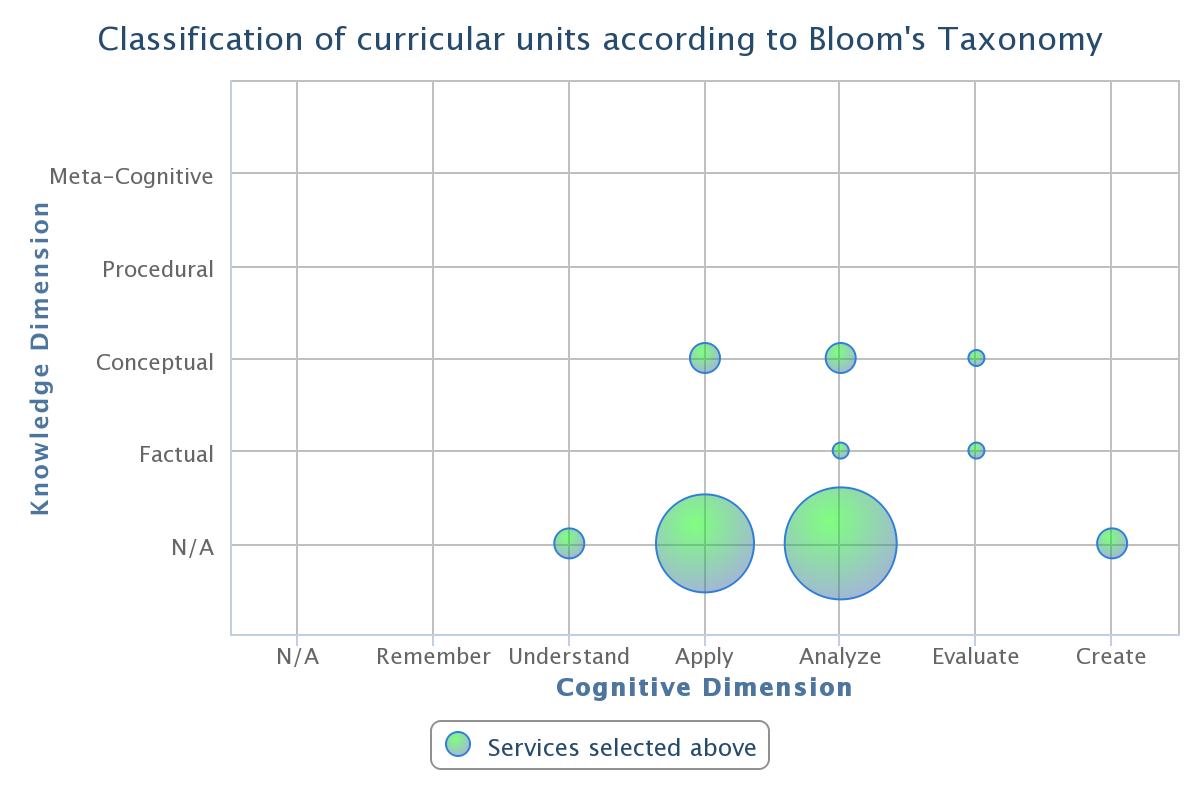 Classification of curricular units according to Bloom's Taxonomy
Knowledge Dimension
Meta-Cognitive
Procedural
Conceptual
Factual
N/A
N/A Remember Understand Apply Analyze Evaluate Create
Cognitive Dimension
Services selected above